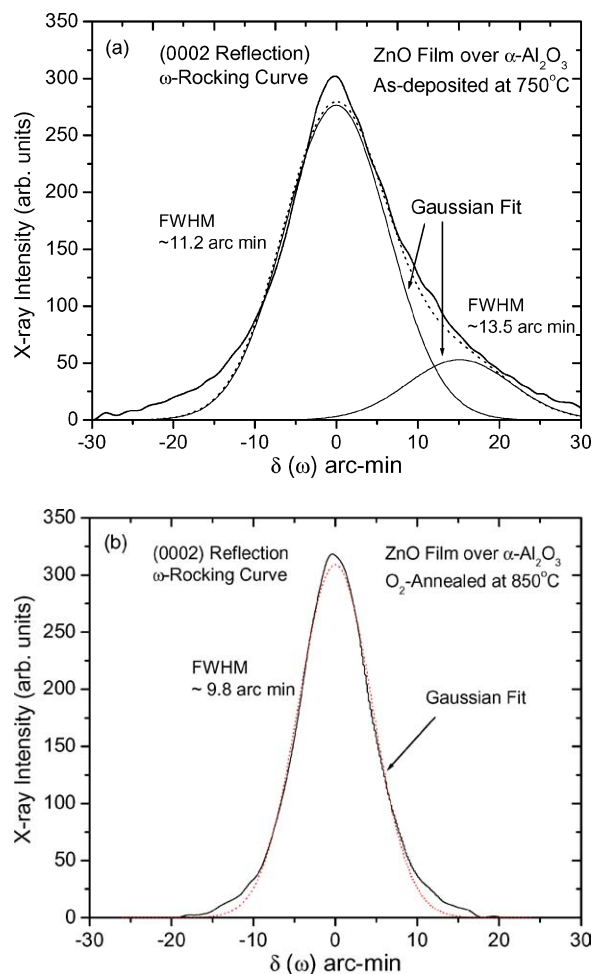 (a)
(0002 Reflection)
ω-Rocking Curve
ZnO Film over α-Al₂O₃
As-deposited at 750°C
350
300
250
200
150
100
50
0
X-ray Intensity (arb. units)
FWHM
~11.2 arc min
Gaussian Fit
FWHM
~13.5 arc min
-30 -20 -10 0 10 20 30
δ (ω) arc-min
(b)
(0002) Reflection
ω-Rocking Curve
ZnO Film over α-Al₂O₃
O₂-Annealed at 850°C
350
300
250
200
150
100
50
0
X-ray Intensity (arb. units)
FWHM
~ 9.8 arc min
Gaussian Fit
-30 -20 -10 0 10 20 30
δ (ω) arc-min